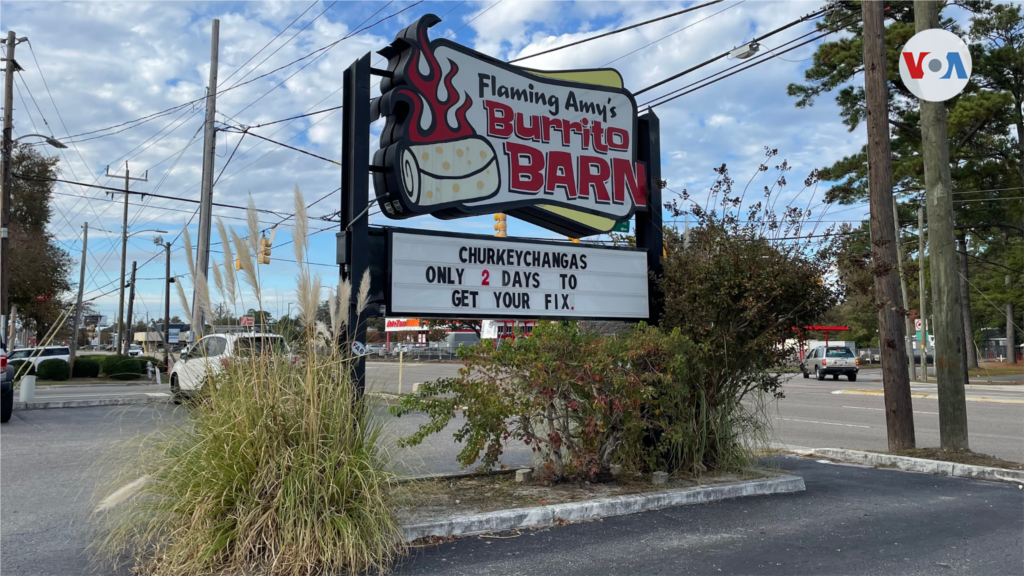 VOA
Flaming Amy's
Burrito
BARN
CHURKEYCHANGAS
ONLY 2 DAYS TO
GET YOUR FIX.